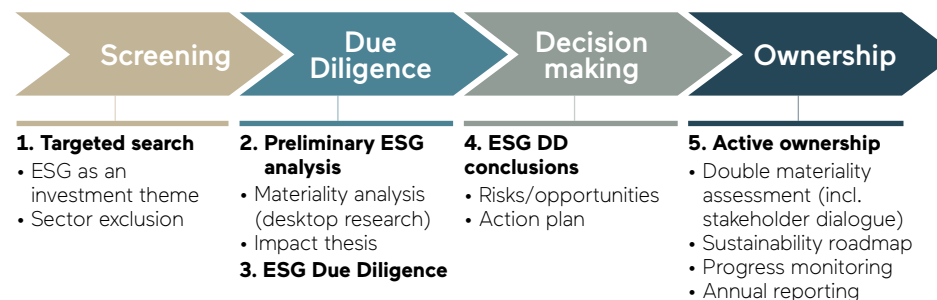 Screening
Due
Diligence
Decision
making
Ownership
1. Targeted search
• ESG as an
investment theme
• Sector exclusion
2. Preliminary ESG
analysis
• Materiality analysis
(desktop research)
• Impact thesis
3. ESG Due Diligence
4. ESG DD
conclusions
• Risks/opportunities
• Action plan
5. Active ownership
• Double materiality
assessment (incl.
stakeholder dialogue)
• Sustainability roadmap
• Progress monitoring
• Annual reporting